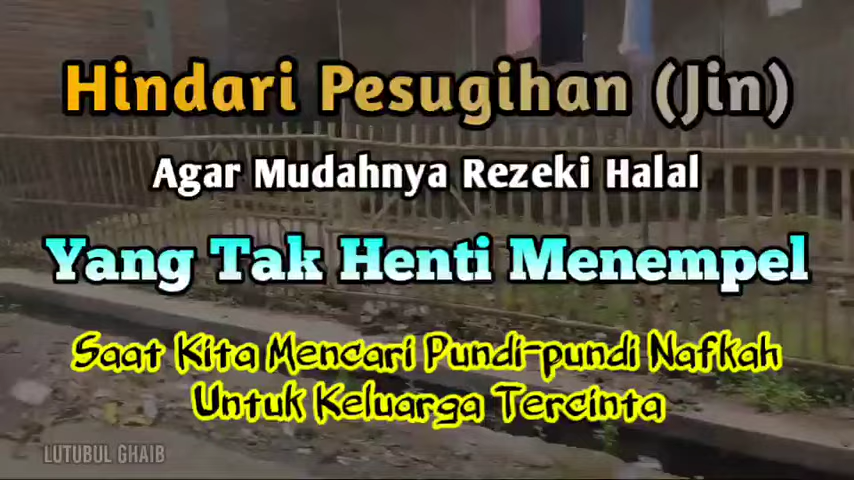 Hindari Pesugihan (Jin)
Agar Mudahnya Rezeki Halal
Yang Tak Henti Menempel
Saat Kita Mencari Pundi-pundi Nafkah
Untuk Keluarga Tercinta
LUTUBUL GHAIB